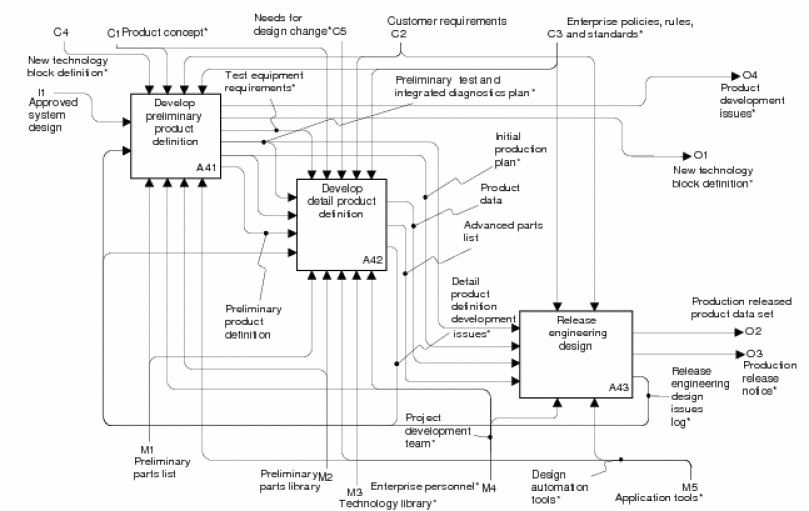 C4
C1 Product concept*
Needs for
design change* C5
Customer requirements
C2
Enterprise policies, rules,
C3 and standards*
New technology
block definition*
I1
Approved
system
design
Develop
preliminary
product
definition
A41
Test equipment
requirements*
Preliminary test and
integrated diagnostics plan*
O4
Product
development
issues*
Initial
production
plan*
O1
New technology
block definition*
Develop
detail product
definition
A42
Product
data
Advanced parts
list
Preliminary
product
definition
Detail
product
definition
development
issues*
Release
engineering
design
A43
Production released
product data set
O2
O3
Production
release
notice*
Release
engineering
design
issues
log*
Project
development
team*
M1
Preliminary
parts list
Preliminary M2
parts library
M3
Technology library*
Enterprise personnel* M4
Design
automation
tools*
M5
Application tools*